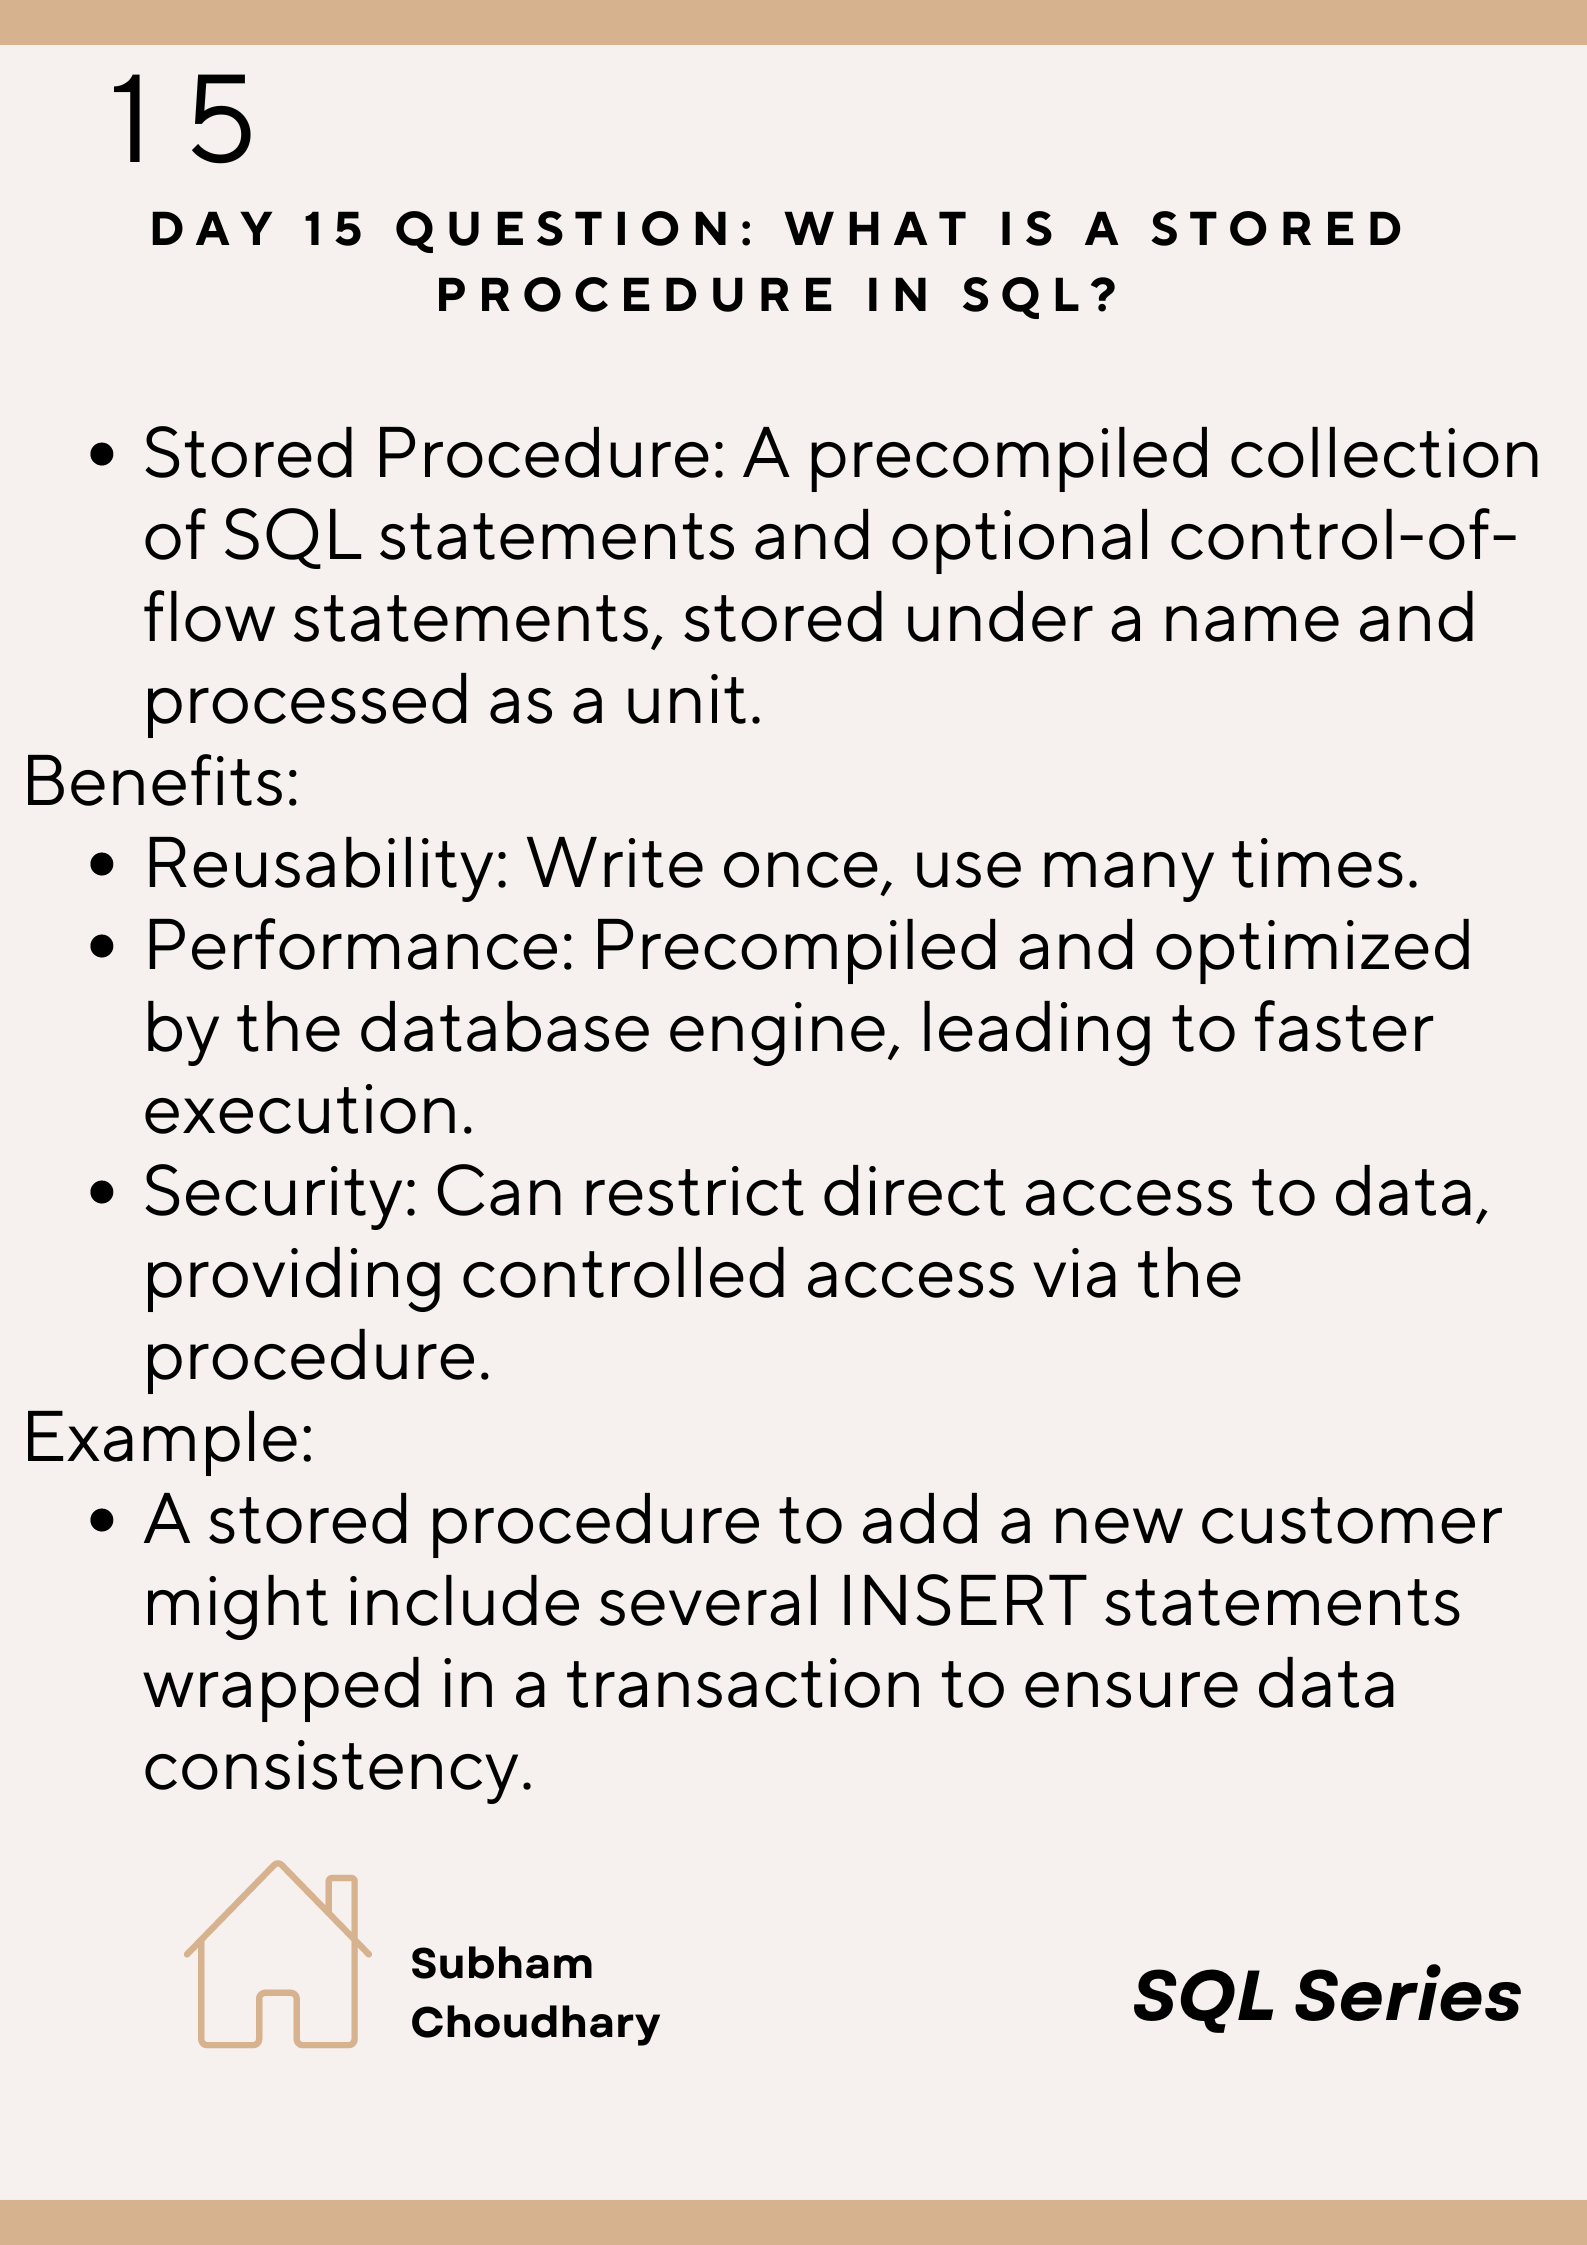 15
DAY 15 QUESTION: WHAT IS A STORED
PROCEDURE IN SQL?
• Stored Procedure: A precompiled collection
of SQL statements and optional control-of-
flow statements, stored under a name and
processed as a unit.
Benefits:
• Reusability: Write once, use many times.
• Performance: Precompiled and optimized
by the database engine, leading to faster
execution.
• Security: Can restrict direct access to data,
providing controlled access via the
procedure.
Example:
• A stored procedure to add a new customer
might include several INSERT statements
wrapped in a transaction to ensure data
consistency.
Subham
Choudhary
SQL Series